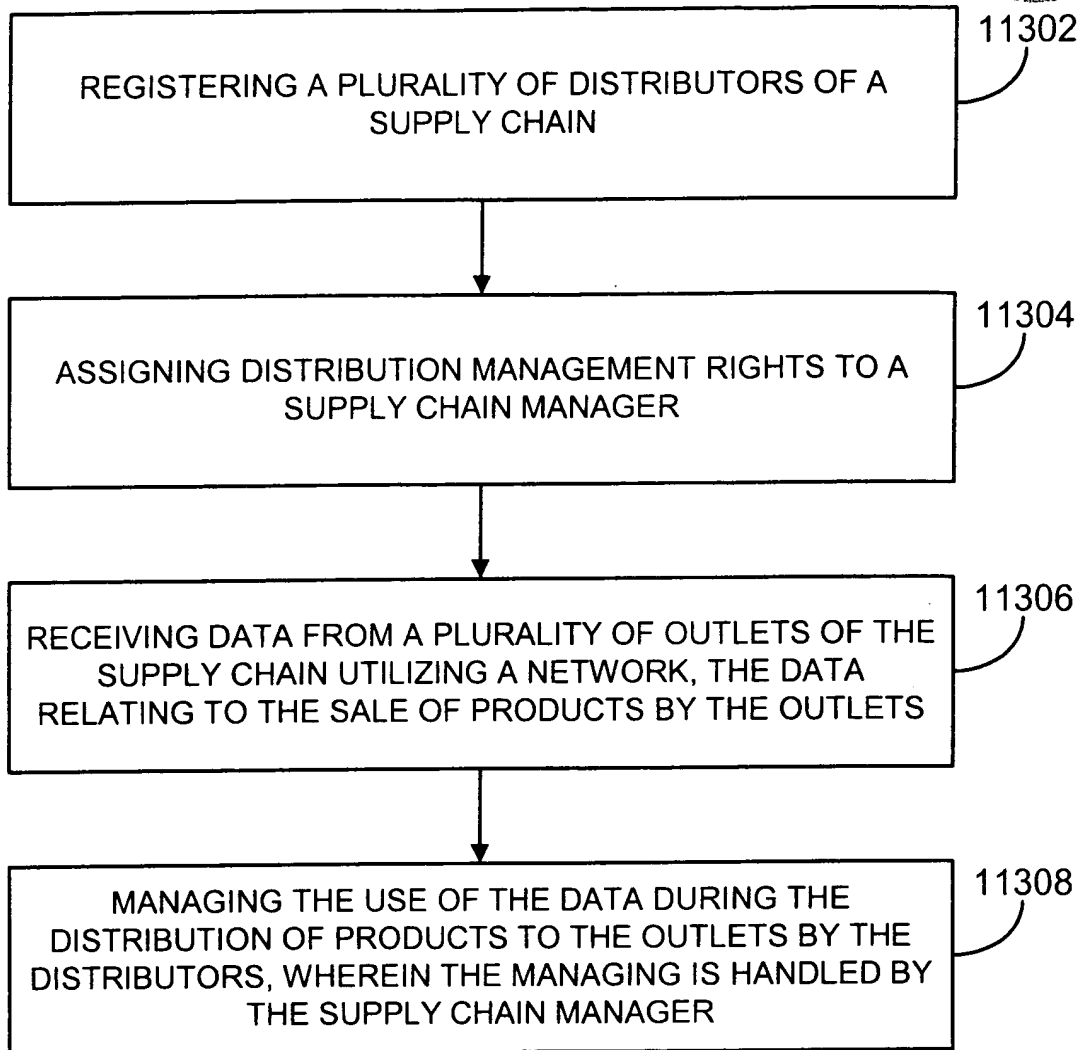 11302
REGISTERING A PLURALITY OF DISTRIBUTORS OF A
SUPPLY CHAIN
11304
ASSIGNING DISTRIBUTION MANAGEMENT RIGHTS TO A
SUPPLY CHAIN MANAGER
11306
RECEIVING DATA FROM A PLURALITY OF OUTLETS OF THE
SUPPLY CHAIN UTILIZING A NETWORK, THE DATA
RELATING TO THE SALE OF PRODUCTS BY THE OUTLETS
11308
MANAGING THE USE OF THE DATA DURING THE
DISTRIBUTION OF PRODUCTS TO THE OUTLETS BY THE
DISTRIBUTORS, WHEREIN THE MANAGING IS HANDLED BY
THE SUPPLY CHAIN MANAGER